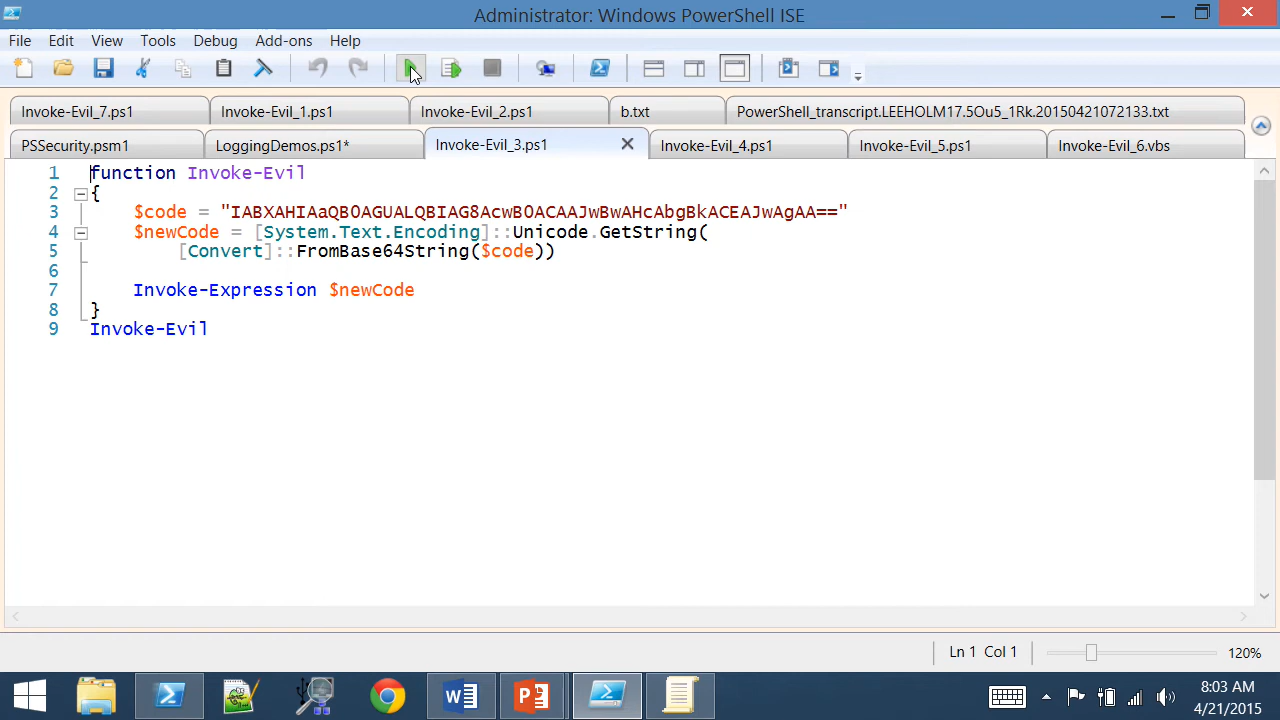 Administrator: Windows PowerShell ISE
File Edit View Tools Debug Add-ons Help
Invoke-Evil_7.ps1 Invoke-Evil_1.ps1 Invoke-Evil_2.ps1 b.txt PowerShell_transcript.LEEHOLM17.5Ou5_1Rk.20150421072133.txt
PSSecurity.psm1 LoggingDemos.ps1* Invoke-Evil_3.ps1 Invoke-Evil_4.ps1 Invoke-Evil_5.ps1 Invoke-Evil_6.vbs
1 function Invoke-Evil
2 {
3 $code = "IABXAHIAaQB0AGUALQBIAG8AcwB0ACAAJwBwAHcAbgBkACEAJwAgAA=="
4 $newCode = [System.Text.Encoding]::Unicode.GetString(
5 [Convert]::FromBase64String($code))
6
7 Invoke-Expression $newCode
8 }
9 Invoke-Evil
Ln 1 Col 1 120%
8:03 AM
4/21/2015